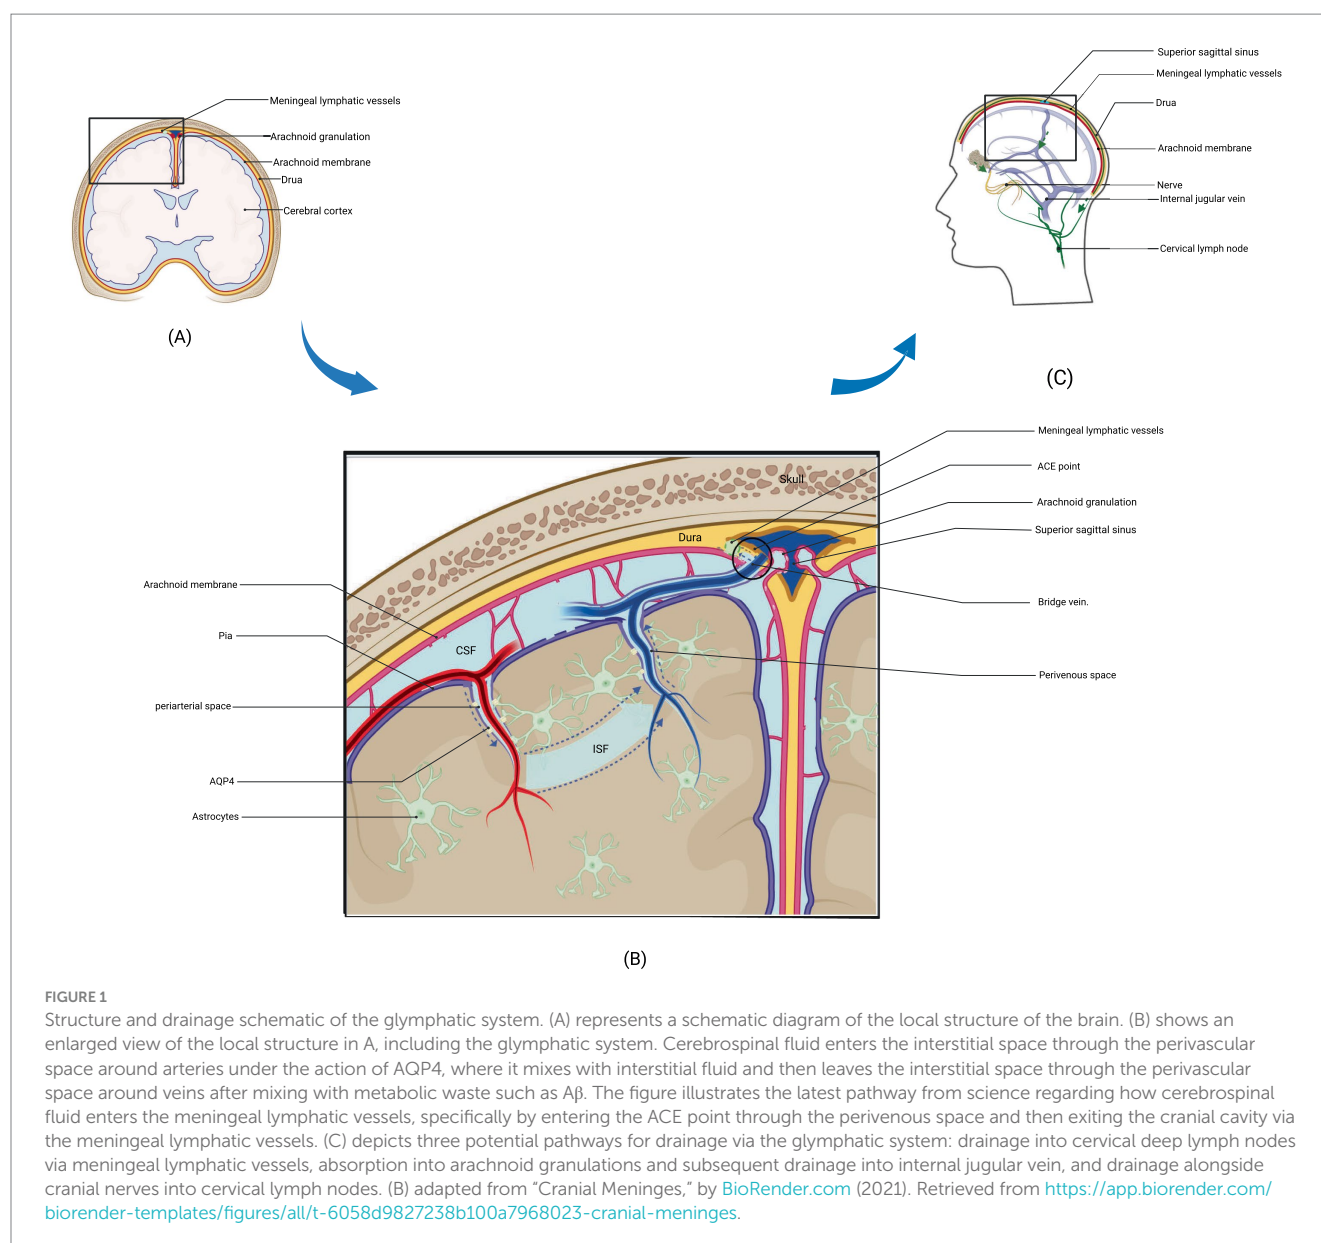 Meningeal lymphatic vessels
Arachnoid granulation
Arachnoid membrane
Drua
Cerebral cortex
(A)
Superior sagittal sinus
Meningeal lymphatic vessels
Drua
Arachnoid membrane
Nerve
Internal jugular vein
Cervical lymph node
(C)
Meningeal lymphatic vessels
ACE point
Arachnoid granulation
Superior sagittal sinus
Bridge vein.
Perivenous space
Skull
Dura
CSF
ISF
Arachnoid membrane
Pia
periarterial space
AQP4
Astrocytes
(B)
FIGURE 1
Structure and drainage schematic of the glymphatic system. (A) represents a schematic diagram of the local structure of the brain. (B) shows an
enlarged view of the local structure in A, including the glymphatic system. Cerebrospinal fluid enters the interstitial space through the perivascular
space around arteries under the action of AQP4, where it mixes with interstitial fluid and then leaves the interstitial space through the perivascular
space around veins after mixing with metabolic waste such as Aβ. The figure illustrates the latest pathway from science regarding how cerebrospinal
fluid enters the meningeal lymphatic vessels, specifically by entering the ACE point through the perivenous space and then exiting the cranial cavity via
the meningeal lymphatic vessels. (C) depicts three potential pathways for drainage via the glymphatic system: drainage into cervical deep lymph nodes
via meningeal lymphatic vessels, absorption into arachnoid granulations and subsequent drainage into internal jugular vein, and drainage alongside
cranial nerves into cervical lymph nodes. (B) adapted from “Cranial Meninges,” by BioRender.com (2021). Retrieved from https://app.biorender.com/
biorender-templates/figures/all/t-6058d9827238b100a7968023-cranial-meninges.